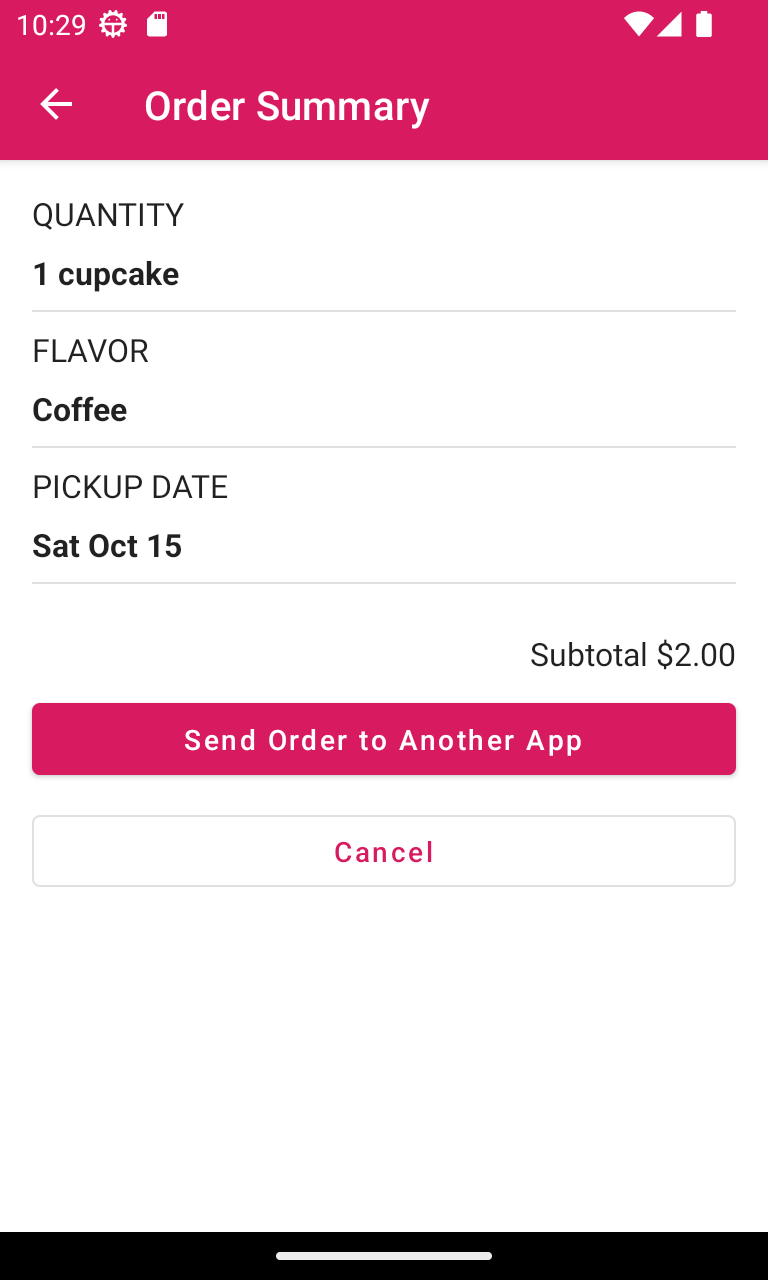 10:29
Order Summary
QUANTITY
1 cupcake
FLAVOR
Coffee
PICKUP DATE
Sat Oct 15
Subtotal $2.00
Send Order to Another App
Cancel